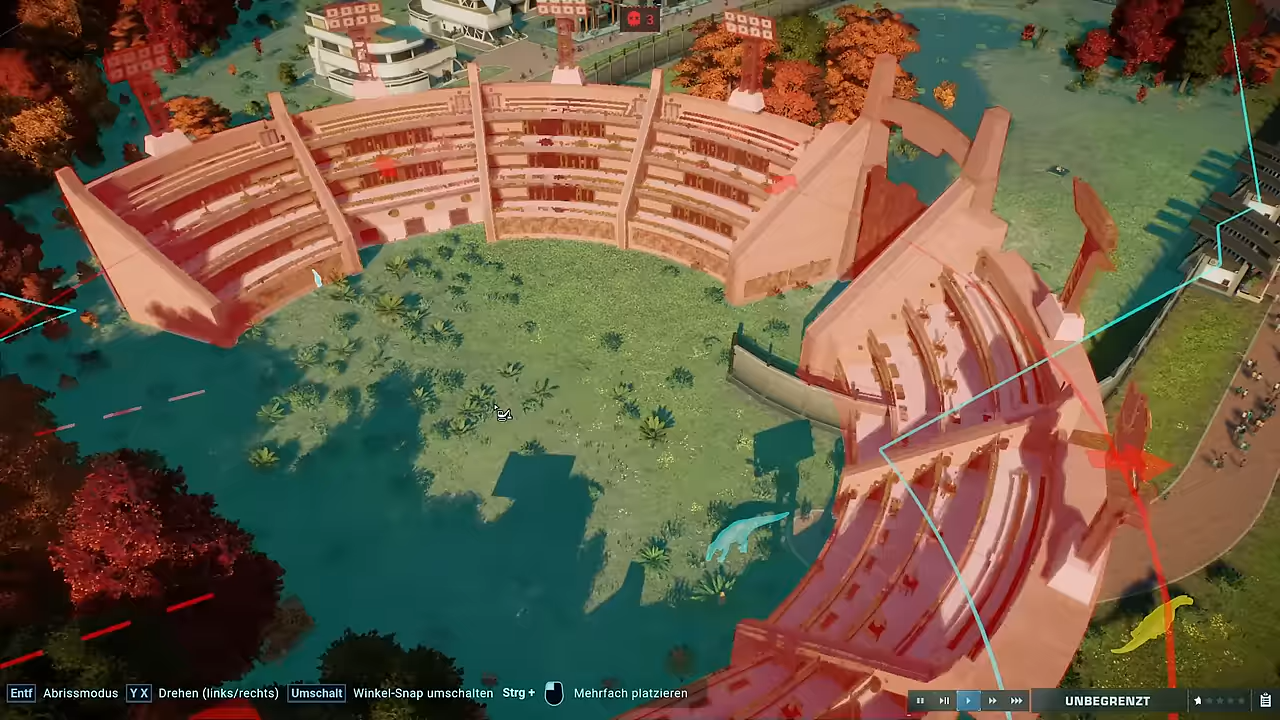 3
Entf Abrissmodus Y X Drehen (links/rechts) Umschalt Winkel-Snap umschalten Strg + Mehrfach platzieren
UNBEGRENZT